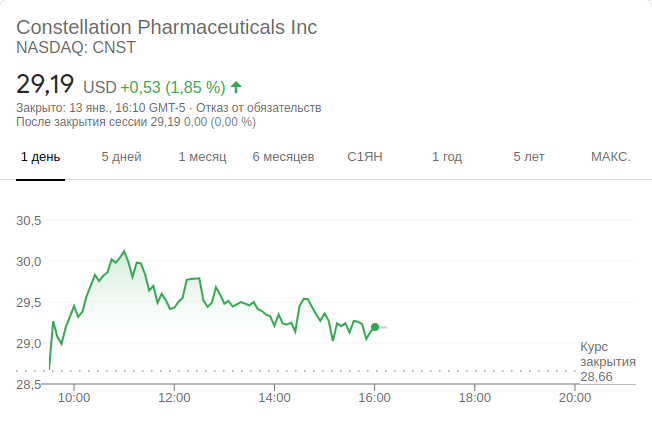 Constellation Pharmaceuticals Inc
NASDAQ: CNST
29,19 USD +0,53 (1,85 %)
Закрыто: 13 янв., 16:10 GMT-5 · Отказ от обязательств
После закрытия сессии 29,19 0,00 (0,00 %)
1 день 5 дней 1 месяц 6 месяцев С1ЯН 1 год 5 лет МАКС.
30,5
30,0
29,5
29,0
28,5
Курс
закрытия
28,66
10:00 12:00 14:00 16:00 18:00 20:00